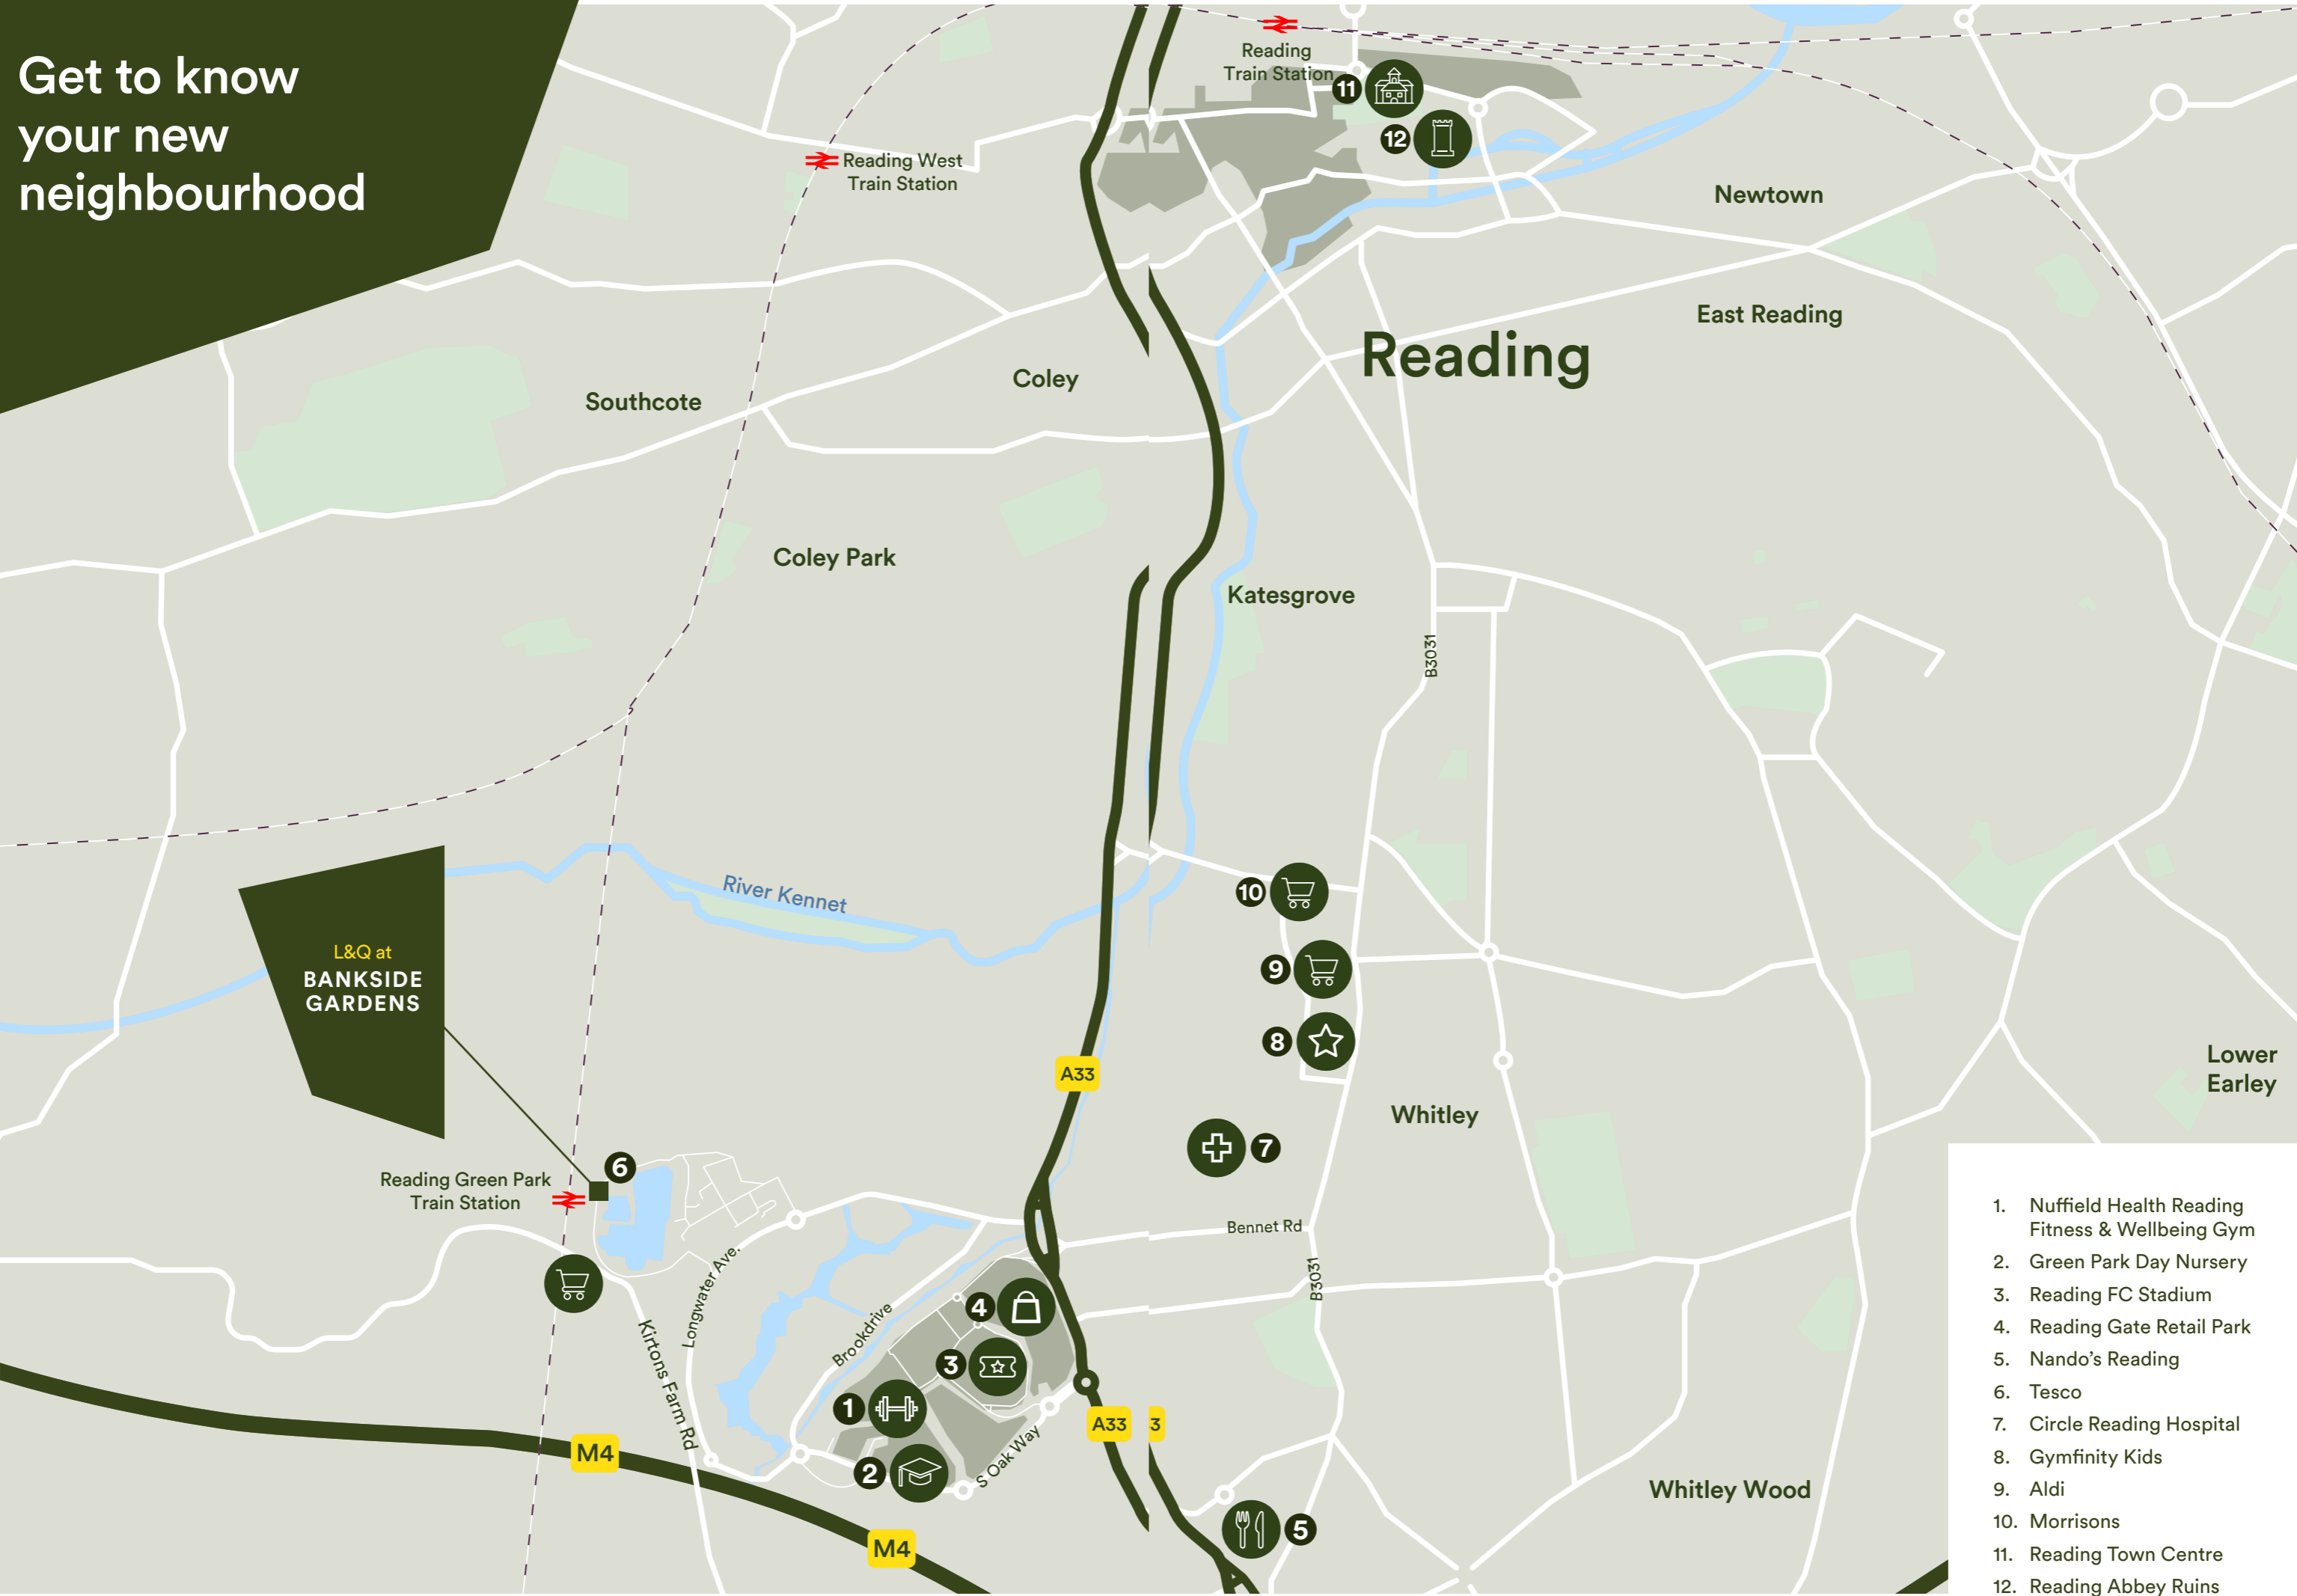 Get to know
your new
neighbourhood
Reading
Train Station
11
12
Reading West
Train Station
Newtown
East Reading
Reading
Coley
Southcote
Coley Park
Katesgrove
B3031
River Kennet
L&Q at
BANKSIDE
GARDENS
10
9
8
A33
Whitley
7
Lower
Earley
6
Reading Green Park
Train Station
Bennet Rd
B3031
Longwater Ave.
Brookdrive
Kirtons Farm Rd
4
3
1
2
S Oak Way
A33
3
M4
M4
5
Whitley Wood
1. Nuffield Health Reading
Fitness & Wellbeing Gym
2. Green Park Day Nursery
3. Reading FC Stadium
4. Reading Gate Retail Park
5. Nando's Reading
6. Tesco
7. Circle Reading Hospital
8. Gymfinity Kids
9. Aldi
10. Morrisons
11. Reading Town Centre
12. Reading Abbey Ruins